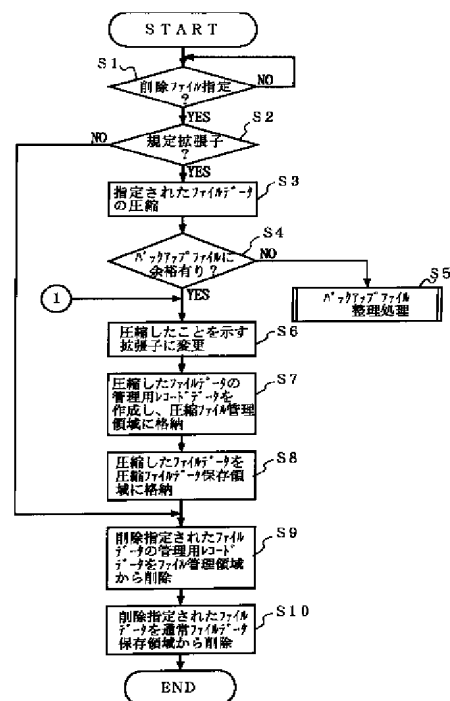 START
S1
削除ファイル指定
?
NO
YES
S2
NO
規定拡張子
?
YES
S3
指定されたファイルデータ
の圧縮
S4
バックアップファイルに
余裕有り?
NO
YES
1
S5
バックアップファイル
整理処理
S6
圧縮したことを示す
拡張子に変更
S7
圧縮したファイルデータの
管理用レコードデータを
作成し、圧縮ファイル管理
領域に格納
S8
圧縮したファイルデータを
圧縮ファイルデータ保存領
域に格納
S9
削除指定されたファイル
データの管理用レコード
データをファイル管理領域
から削除
S10
削除指定されたファイル
データを通常ファイルデータ
保存領域から削除
END